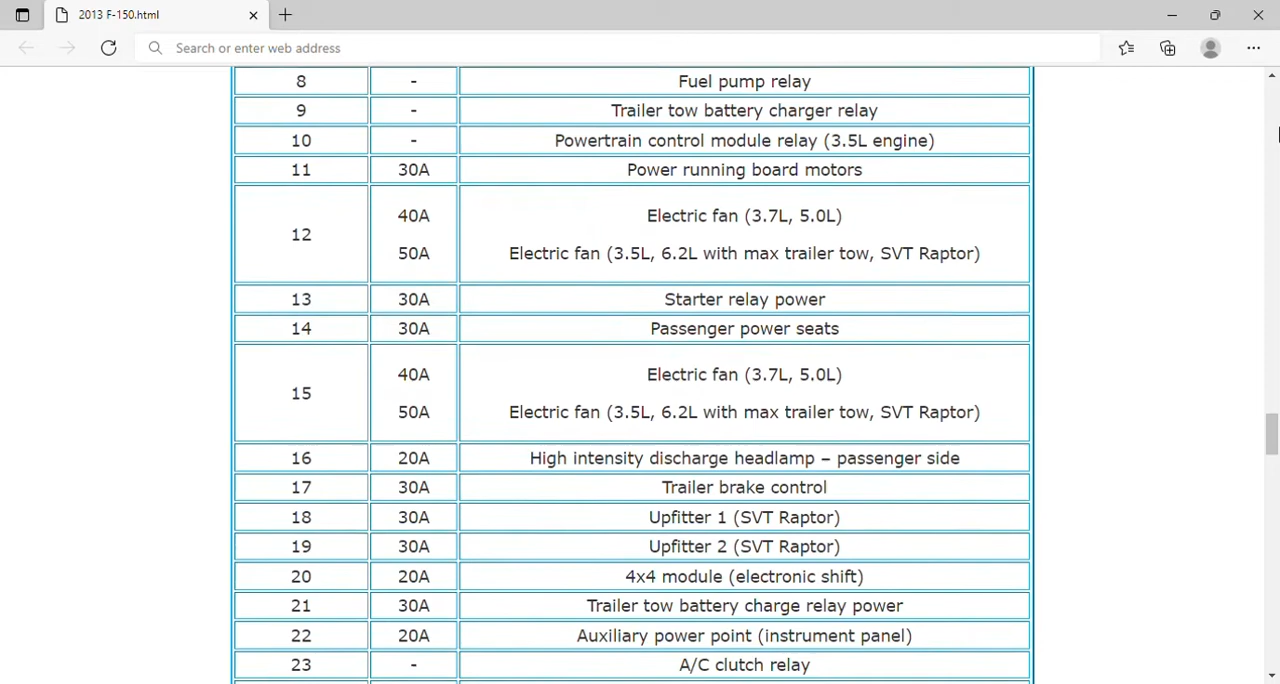 2013 F-150.html
Search or enter web address
8 - Fuel pump relay
9 - Trailer tow battery charger relay
10 - Powertrain control module relay (3.5L engine)
11 30A Power running board motors
12
40A Electric fan (3.7L, 5.0L)
50A Electric fan (3.5L, 6.2L with max trailer tow, SVT Raptor)
13 30A Starter relay power
14 30A Passenger power seats
15
40A Electric fan (3.7L, 5.0L)
50A Electric fan (3.5L, 6.2L with max trailer tow, SVT Raptor)
16 20A High intensity discharge headlamp – passenger side
17 30A Trailer brake control
18 30A Upfitter 1 (SVT Raptor)
19 30A Upfitter 2 (SVT Raptor)
20 20A 4x4 module (electronic shift)
21 30A Trailer tow battery charge relay power
22 20A Auxiliary power point (instrument panel)
23 - A/C clutch relay